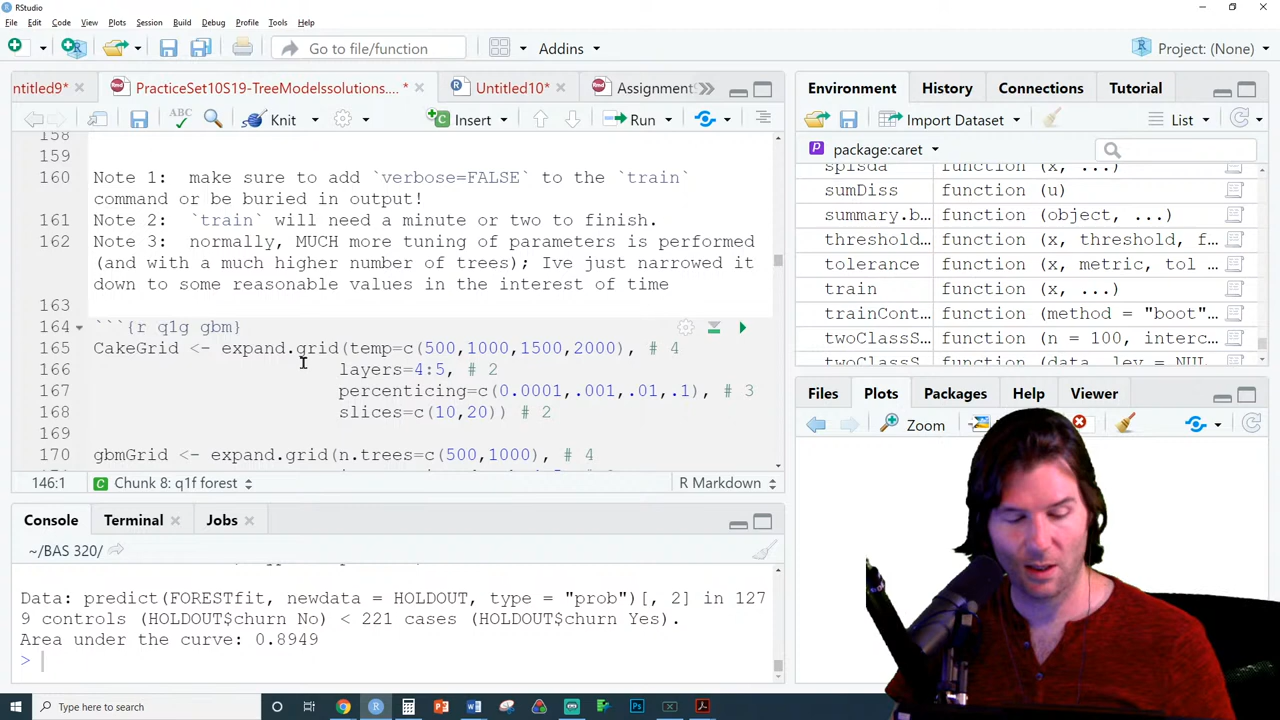 RStudio
File Edit Code View Plots Session Build Debug Profile Tools Help
Go to file/function
Addins
Project: (None)
ntitled9*
PracticeSet10S19-TreeModelssolutions.... *
Untitled10*
Assignment
ABC
Knit
Insert
Run
158
159
160 Note 1:  make sure to add `verbose=FALSE` to the `train`
command or be buried in output!
161 Note 2:  `train` will need a minute or two to finish.
162 Note 3:  normally, MUCH more tuning of parameters is performed
(and with a much higher number of trees); Ive just narrowed it
down to some reasonable values in the interest of time
163
164 ```{r q1g gbm}
165 CakeGrid <- expand.grid(temp=c(500,1000,1500,2000), # 4
166 layers=4:5, # 2
167 percenticing=c(0.0001,.001,.01,.1), # 3
168 slices=c(10,20)) # 2
169
170 gbmGrid <- expand.grid(n.trees=c(500,1000), # 4
146:1 Chunk 8: q1f forest R Markdown
Console Terminal Jobs
~/BAS 320/
Data: predict(FORESTfit, newdata = HOLDOUT, type = "prob")[, 2] in 127
9 controls (HOLDOUT$churn No) < 221 cases (HOLDOUT$churn Yes).
Area under the curve: 0.8949
>
Environment History Connections Tutorial
Import Dataset
List
package:caret
spisda function (x, ...)
sumDiss function (u)
summary.b... function (object, ...)
threshold... function (x, threshold, f...
tolerance function (x, metric, tol ...
train function (x, ...)
trainCont... function (method = "boot"...
twoClassS... function (n = 100, interc...
twoClassS... function (data, lev = NUL
Files Plots Packages Help Viewer
Zoom
Type here to search